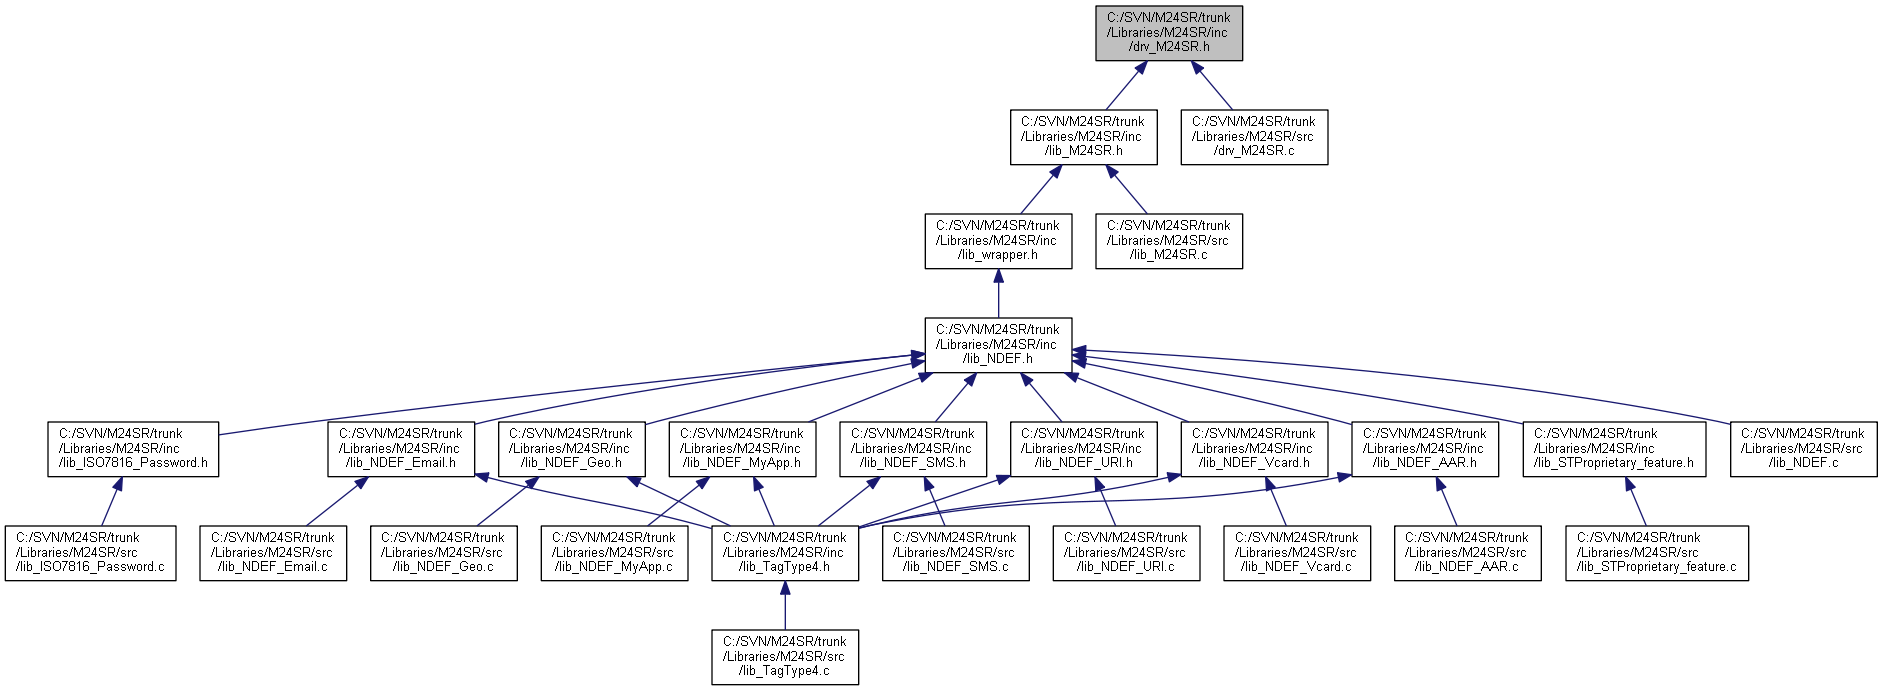 C:/SVN/M24SR/trunk
/Libraries/M24SR/inc
/drv_M24SR.h
C:/SVN/M24SR/trunk
/Libraries/M24SR/inc
/lib_M24SR.h
C:/SVN/M24SR/trunk
/Libraries/M24SR/src
/drv_M24SR.c
C:/SVN/M24SR/trunk
/Libraries/M24SR/inc
/lib_wrapper.h
C:/SVN/M24SR/trunk
/Libraries/M24SR/src
/lib_M24SR.c
C:/SVN/M24SR/trunk
/Libraries/M24SR/inc
/lib_NDEF.h
C:/SVN/M24SR/trunk
/Libraries/M24SR/inc
/lib_ISO7816_Password.h
C:/SVN/M24SR/trunk
/Libraries/M24SR/inc
/lib_NDEF_Email.h
C:/SVN/M24SR/trunk
/Libraries/M24SR/inc
/lib_NDEF_Geo.h
C:/SVN/M24SR/trunk
/Libraries/M24SR/inc
/lib_NDEF_MyApp.h
C:/SVN/M24SR/trunk
/Libraries/M24SR/inc
/lib_NDEF_SMS.h
C:/SVN/M24SR/trunk
/Libraries/M24SR/inc
/lib_NDEF_URI.h
C:/SVN/M24SR/trunk
/Libraries/M24SR/inc
/lib_NDEF_Vcard.h
C:/SVN/M24SR/trunk
/Libraries/M24SR/inc
/lib_NDEF_AAR.h
C:/SVN/M24SR/trunk
/Libraries/M24SR/inc
/lib_STProprietary_feature.h
C:/SVN/M24SR/trunk
/Libraries/M24SR/src
/lib_NDEF.c
C:/SVN/M24SR/trunk
/Libraries/M24SR/src
/lib_ISO7816_Password.c
C:/SVN/M24SR/trunk
/Libraries/M24SR/src
/lib_NDEF_Email.c
C:/SVN/M24SR/trunk
/Libraries/M24SR/src
/lib_NDEF_Geo.c
C:/SVN/M24SR/trunk
/Libraries/M24SR/src
/lib_NDEF_MyApp.c
C:/SVN/M24SR/trunk
/Libraries/M24SR/inc
/lib_TagType4.h
C:/SVN/M24SR/trunk
/Libraries/M24SR/src
/lib_NDEF_SMS.c
C:/SVN/M24SR/trunk
/Libraries/M24SR/src
/lib_NDEF_URI.c
C:/SVN/M24SR/trunk
/Libraries/M24SR/src
/lib_NDEF_Vcard.c
C:/SVN/M24SR/trunk
/Libraries/M24SR/src
/lib_NDEF_AAR.c
C:/SVN/M24SR/trunk
/Libraries/M24SR/src
/lib_STProprietary_feature.c
C:/SVN/M24SR/trunk
/Libraries/M24SR/src
/lib_TagType4.c